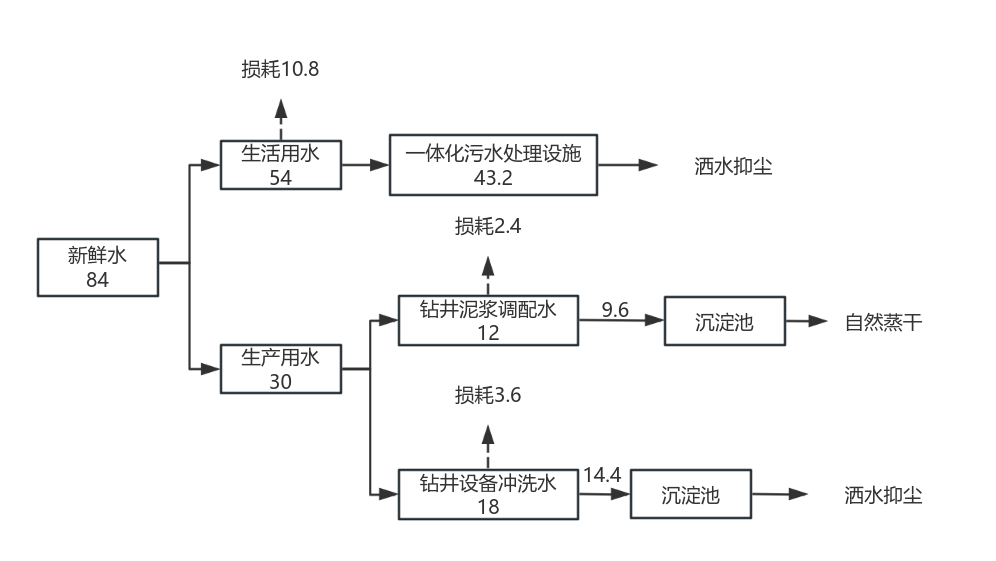 损耗10.8
生活用水
54
一体化污水处理设施
43.2
洒水抑尘
损耗2.4
新鲜水
84
钻井泥浆调配水
12
9.6
沉淀池
自然蒸干
生产用水
30
损耗3.6
钻井设备冲洗水
18
14.4
沉淀池
洒水抑尘